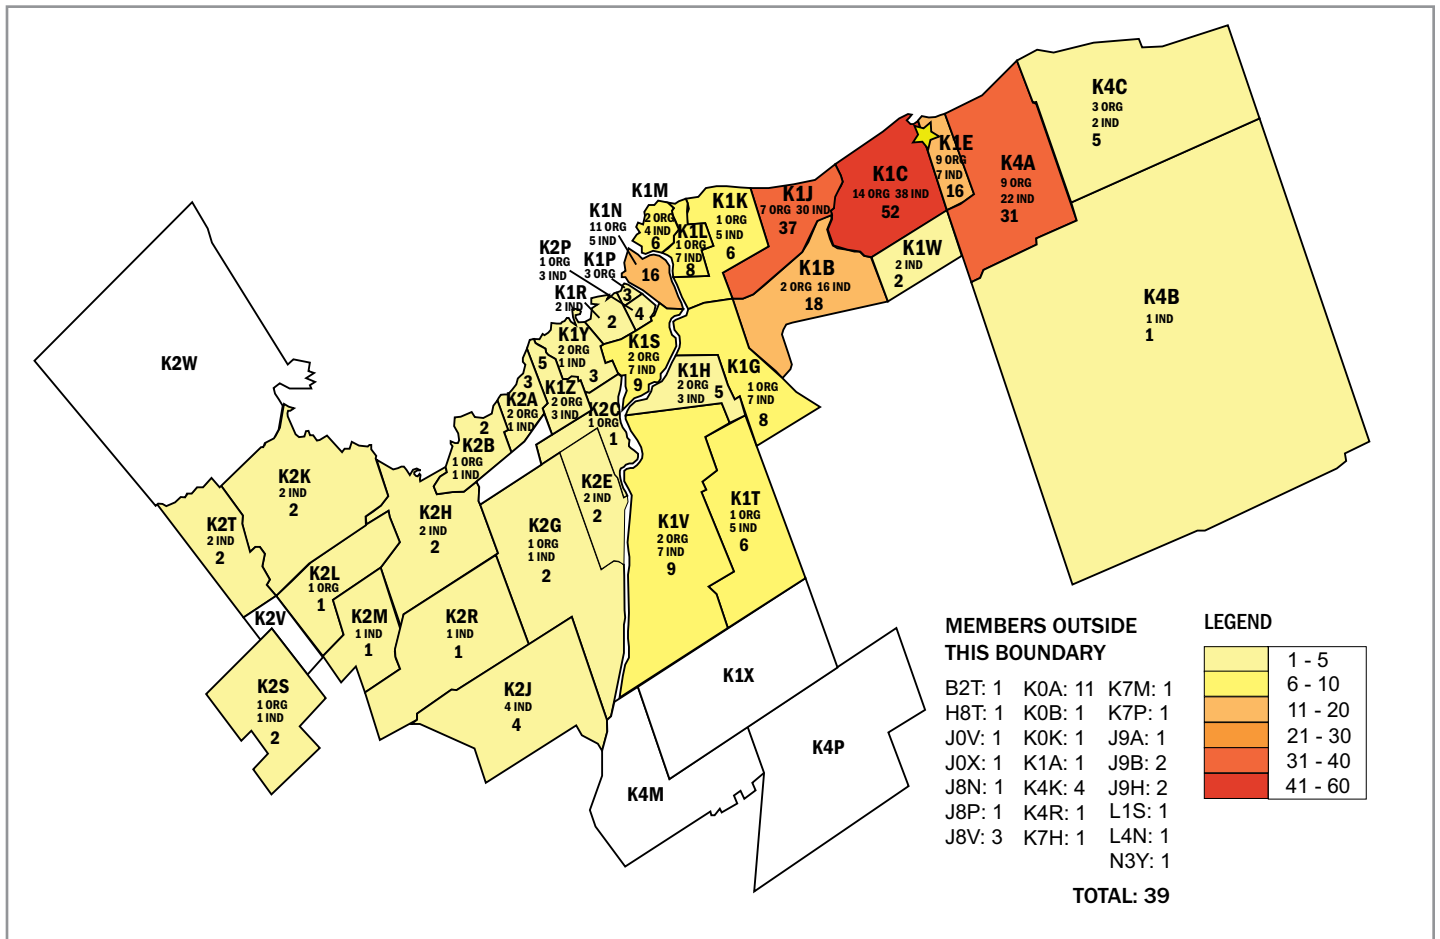 K4C
3 ORG
2 IND
5
K1E
9 ORG
7 IND
16
K4A
9 ORG
22 IND
31
K1C
14 ORG 38 IND
52
K1J
7 ORG 30 IND
37
K1M
2 ORG
4 IND
6
K1K
1 ORG
5 IND
6
K1L
1 ORG
7 IND
8
K1N
11 ORG
5 IND
16
K2P
1 ORG
3 IND
4
K1P
3 ORG
3
K1R
2 IND
2
K1W
2 IND
2
K1B
2 ORG 16 IND
18
K4B
1 IND
1
K2W
K1Y
2 ORG
1 IND
3
K1S
2 ORG
7 IND
9
K1H
2 ORG
3 IND
5
K1G
1 ORG
7 IND
8
5
K1Z
2 ORG
3 IND
3
K2A
2 ORG
1 IND
K2C
1 ORG
1
2
K2B
1 ORG
1 IND
K2K
2 IND
2
K2E
2 IND
2
K2T
2 IND
2
K2H
2 IND
2
K2G
1 ORG
1 IND
2
K1V
2 ORG
7 IND
9
K1T
1 ORG
5 IND
6
K2L
1 ORG
1
K2V
K2M
1 IND
1
K2R
1 IND
1
K2S
1 ORG
1 IND
2
K2J
4 IND
4
K1X
K4P
K4M
MEMBERS OUTSIDE
THIS BOUNDARY
B2T: 1 K0A: 11 K7M: 1
H8T: 1 K0B: 1 K7P: 1
J0V: 1 K0K: 1 J9A: 1
J0X: 1 K1A: 1 J9B: 2
J8N: 1 K4K: 4 J9H: 2
J8P: 1 K4R: 1 L1S: 1
J8V: 3 K7H: 1 L4N: 1
N3Y: 1
TOTAL: 39
LEGEND
1 - 5
6 - 10
11 - 20
21 - 30
31 - 40
41 - 60